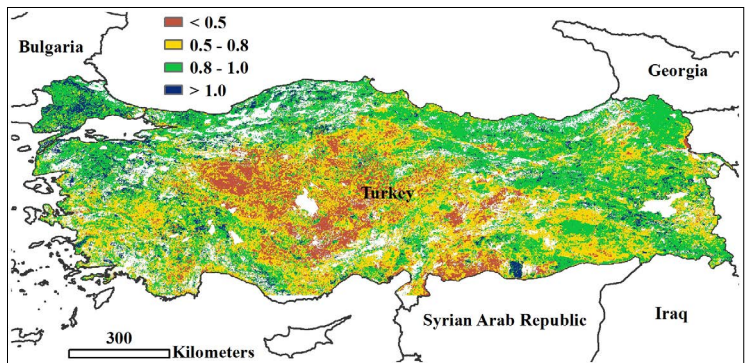 < 0.5
Bulgaria
0.5 - 0.8
0.8 - 1.0
Georgia
> 1.0
Turkey
Syrian Arab Republic
Iraq
300
Kilometers